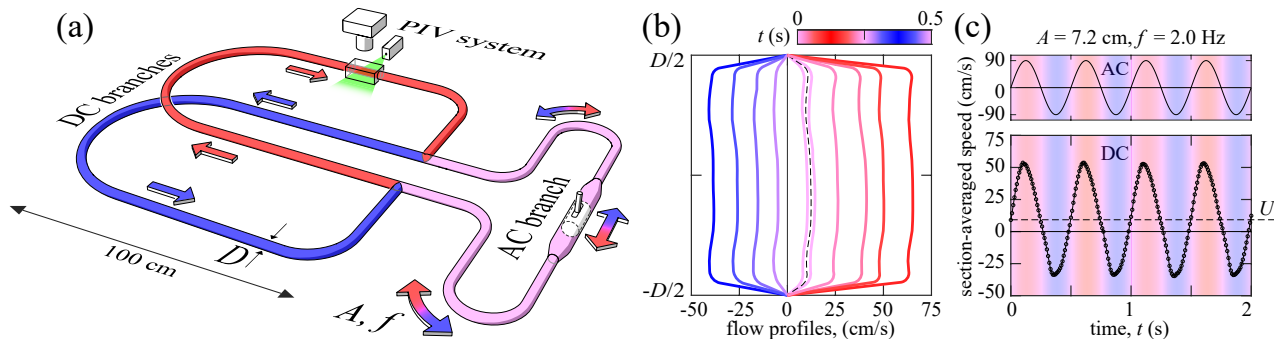 (a)
PIV system
DC branches
AC branch
D
100 cm
A, f
(b)
t (s)
0
0.5
D/2
-D/2
-50
-25
0
25
50
75
flow profiles, (cm/s)
(c)
A = 7.2 cm, f = 2.0 Hz
section-averaged speed (cm/s)
90
0
-90
AC
75
50
25
0
-25
-50
DC
U
0
1
2
time, t (s)